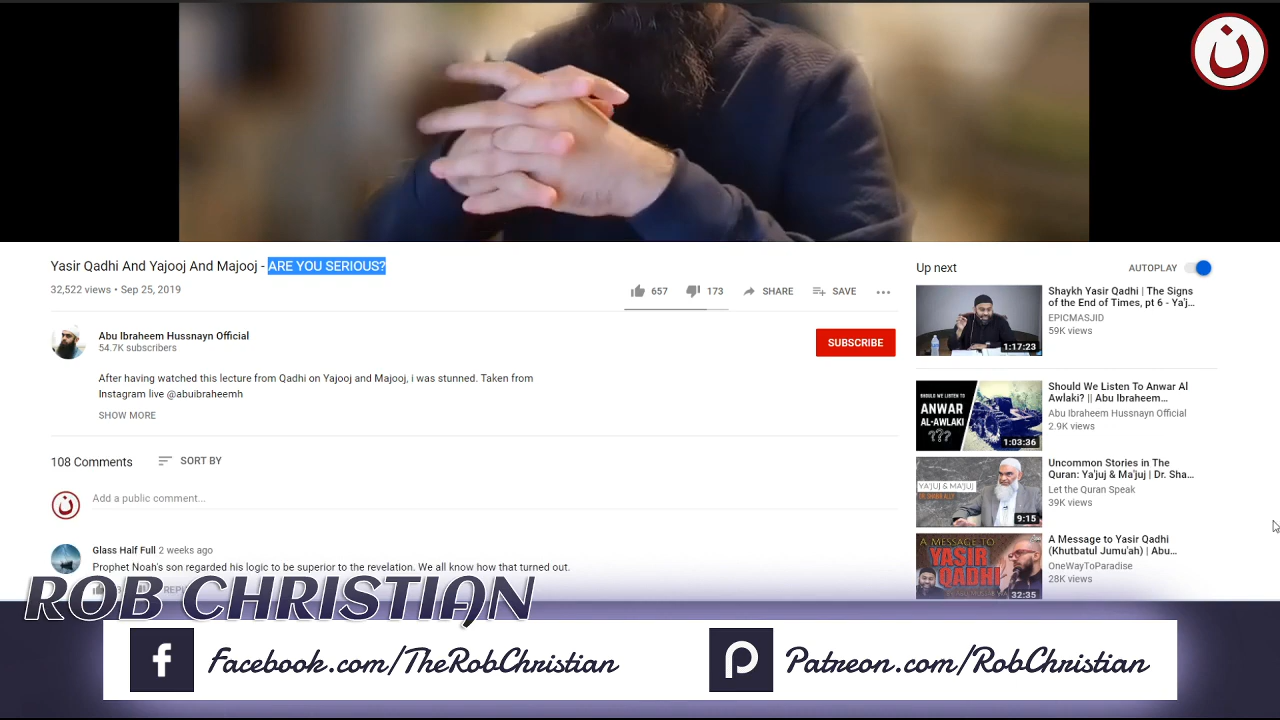 ن
Yasir Qadhi And Yajooj And Majooj - ARE YOU SERIOUS?
32,522 views • Sep 25, 2019
657
173
SHARE
SAVE
Abu Ibraheem Hussnayn Official
54.7K subscribers
SUBSCRIBE
After having watched this lecture from Qadhi on Yajooj and Majooj, i was stunned. Taken from
Instagram live @abuibraheemh
SHOW MORE
108 Comments
SORT BY
ن
Add a public comment...
Glass Half Full 2 weeks ago
Prophet Noah's son regarded his logic to be superior to the revelation. We all know how that turned out.
Up next
AUTOPLAY
1:17:23
Shaykh Yasir Qadhi | The Signs
of the End of Times, pt 6 - Ya'j...
EPICMASJID
59K views
SHOULD WE LISTEN TO
ANWAR
AL-AWLAKI
???
1:03:36
Should We Listen To Anwar Al
Awlaki? || Abu Ibraheem...
Abu Ibraheem Hussnayn Official
2.9K views
YA'JUJ & MA'JUJ
DR. SHABIR ALLY
9:15
Uncommon Stories in The
Quran: Ya'juj & Ma'juj | Dr. Sha...
Let the Quran Speak
39K views
A MESSAGE TO
YASIR
QADHI
32:35
A Message to Yasir Qadhi
(Khutbatul Jumu'ah) | Abu...
OneWayToParadise
28K views
ROB CHRISTIAN
Facebook.com/TheRobChristian
Patreon.com/RobChristian